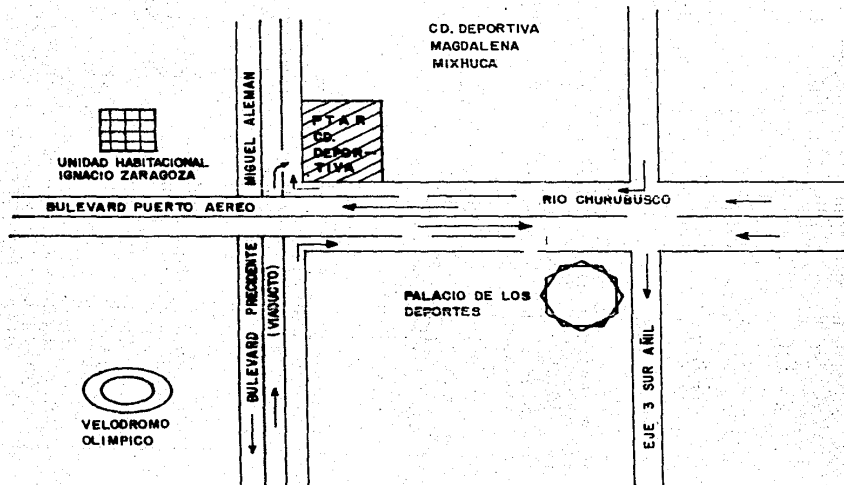 CD. DEPORTIVA
MAGDALENA
MIXHUCA
MIGUEL ALEMÁN
PTAR
CD.
DEPOR-
TIVA
UNIDAD HABITACIONAL
IGNACIO ZARAGOZA
BULEVARD PUERTO AEREO
RIO CHURUBUSCO
BULEVARD PRECIDENTE
(VIADUCTO)
PALACIO DE LOS
DEPORTES
EJE 3 SUR AÑIL
VELODROMO
OLIMPICO